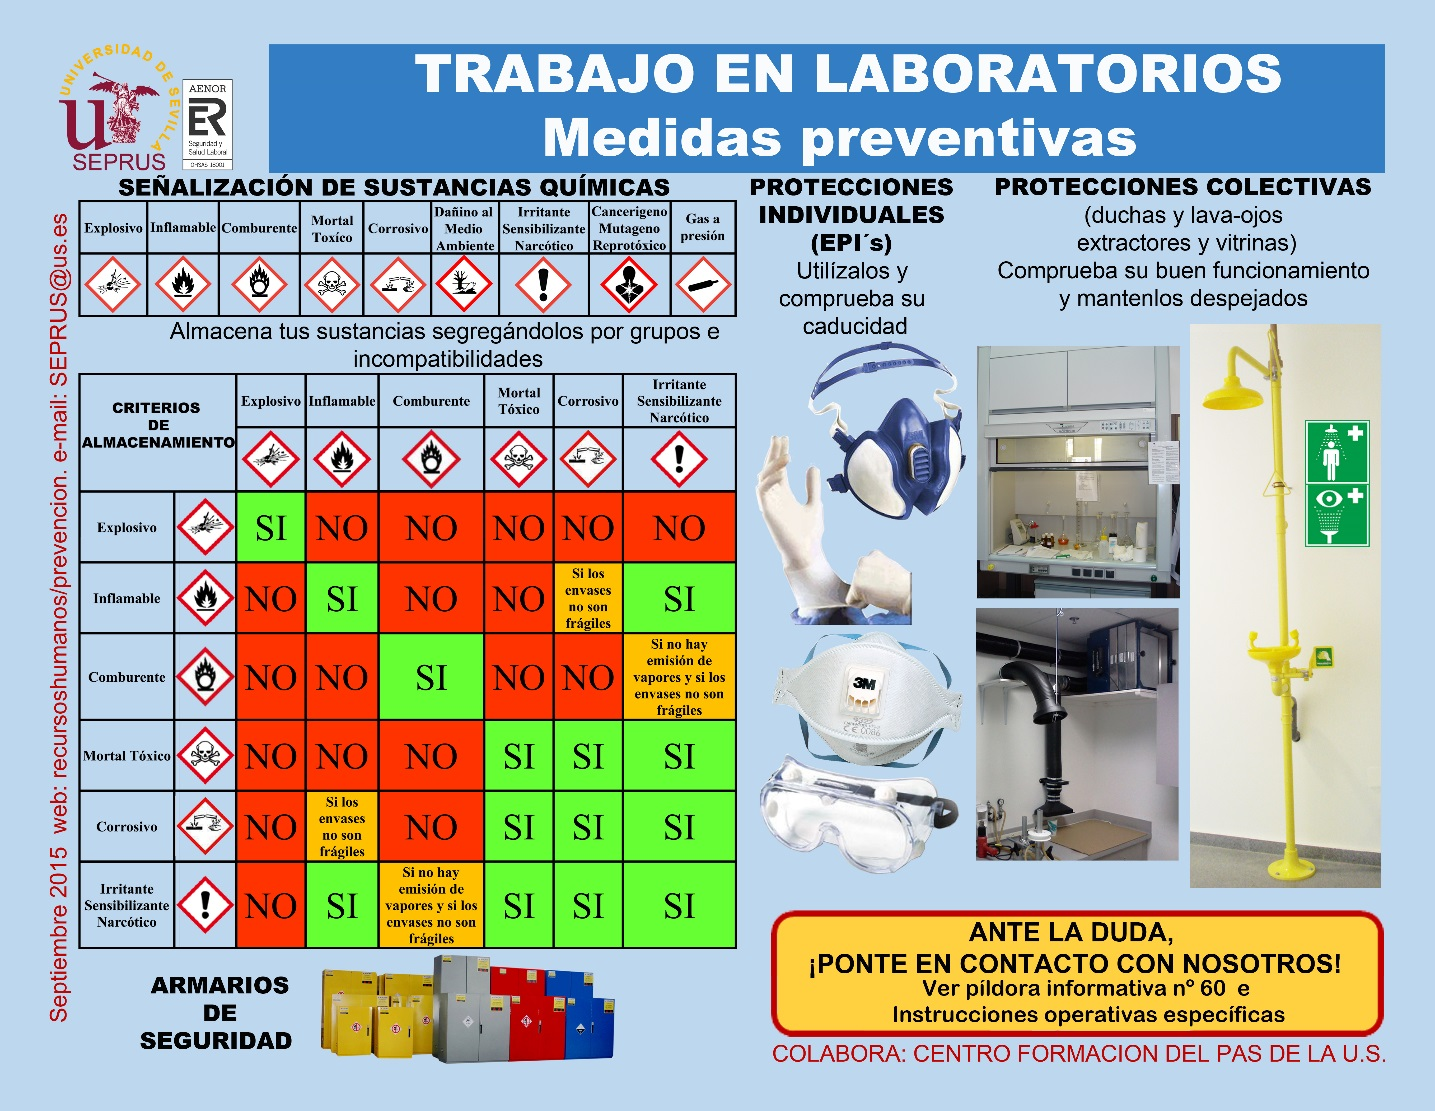 UNIVERSIDAD DE SEVILLA
SEPRUS
AENOR
ER
Seguridad y
Salud Laboral
OHSAS 18001
TRABAJO EN LABORATORIOS
Medidas preventivas
SEÑALIZACIÓN DE SUSTANCIAS QUÍMICAS
Explosivo
Inflamable
Comburente
Mortal
Toxíco
Corrosivo
Dañino al
Medio
Ambiente
Irritante
Sensibilizante
Narcótico
Cancerigeno
Mutageno
Reprotóxico
Gas a
presión
Almacena tus sustancias segregándolos por grupos e
incompatibilidades
CRITERIOS
DE
ALMACENAMIENTO
Explosivo
Inflamable
Comburente
Mortal
Tóxico
Corrosivo
Irritante
Sensibilizante
Narcótico
Explosivo
SI
NO
NO
NO
NO
NO
Inflamable
NO
SI
NO
NO
Si los
envases
no son
frágiles
SI
Comburente
NO
NO
SI
NO
NO
Si no hay
emisión de
vapores y si los
envases no son
frágiles
Mortal Tóxico
NO
NO
NO
SI
SI
SI
Corrosivo
NO
Si los
envases
no son
frágiles
NO
SI
SI
SI
Irritante
Sensibilizante
Narcótico
NO
SI
Si no hay
emisión de
vapores y si los
envases no son
frágiles
SI
SI
SI
ARMARIOS
DE
SEGURIDAD
Septiembre 2015 web: recursoshumanos/prevencion. e-mail: SEPRUS@us.es
PROTECCIONES
INDIVIDUALES
(EPI´s)
Utilízalos y
comprueba su
caducidad
3M
PROTECCIONES COLECTIVAS
(duchas y lava-ojos
extractores y vitrinas)
Comprueba su buen funcionamiento
y mantenlos despejados
ANTE LA DUDA,
¡PONTE EN CONTACTO CON NOSOTROS!
Ver píldora informativa nº 60 e
Instrucciones operativas específicas
COLABORA: CENTRO FORMACION DEL PAS DE LA U.S.